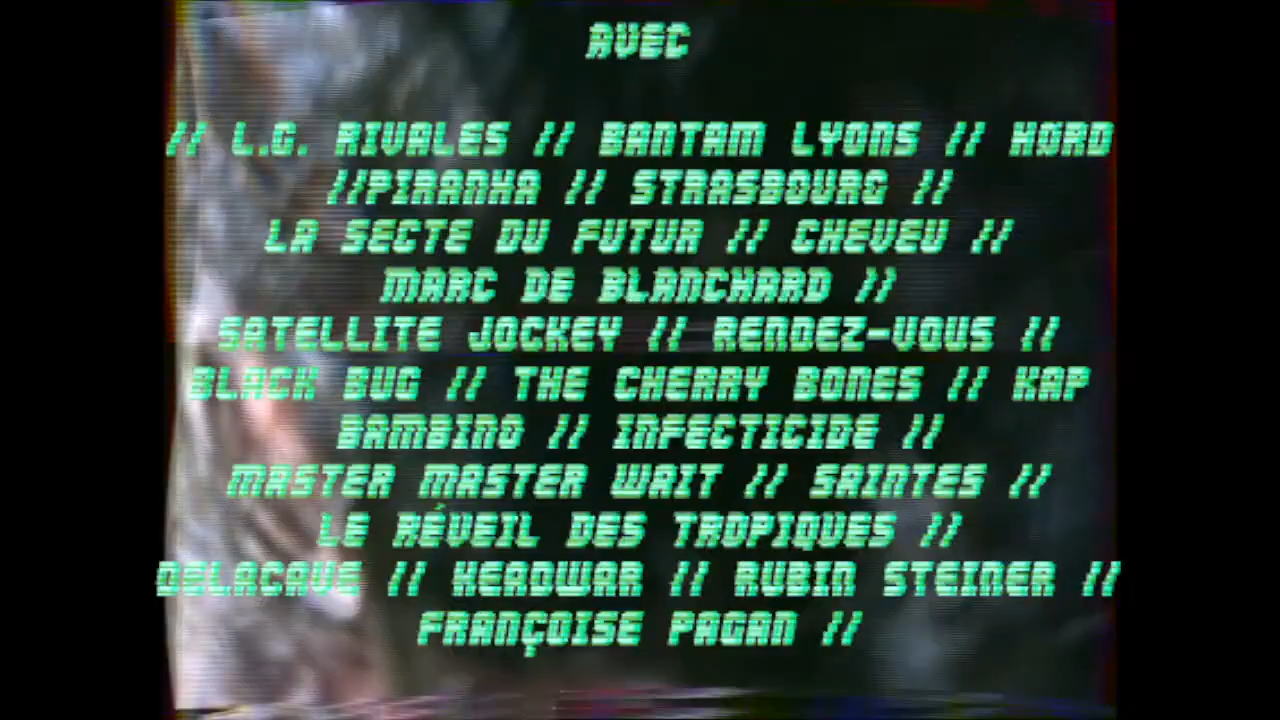 AVEC
// L.G. RIVALES // BANTAM LYONS // HØRD
//PIRANHA // STRASBOURG //
LA SECTE DU FUTUR // CHEVEU //
MARC DE BLANCHARD //
SATELLITE JOCKEY // RENDEZ-VOUS //
BLACK BUG // THE CHERRY BONES // KAP
BAMBINO // INFECTICIDE //
MASTER MASTER WAIT // SAINTES //
LE RÉVEIL DES TROPIQUES //
DELACAVE // HEADWAR // RUBIN STEINER //
FRANÇOISE PAGAN //